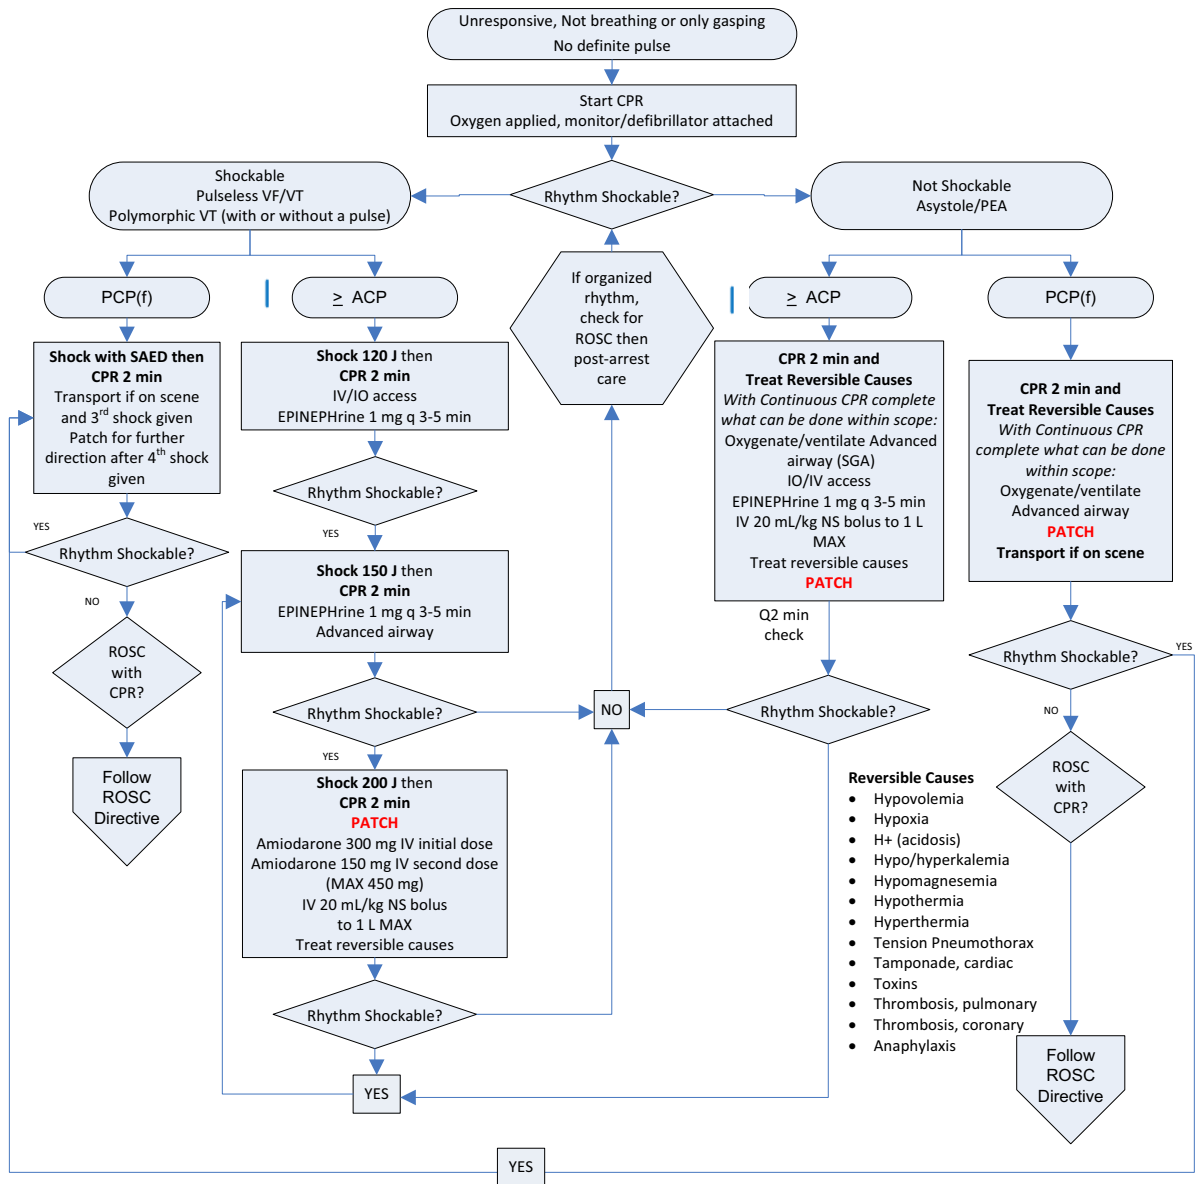 Unresponsive, Not breathing or only gasping
No definite pulse
Start CPR
Oxygen applied, monitor/defibrillator attached
Rhythm Shockable?
Shockable
Pulseless VF/VT
Polymorphic VT (with or without a pulse)
Not Shockable
Asystole/PEA
PCP(f)
≥ ACP
If organized
rhythm,
check for
ROSC then
post-arrest
care
≥ ACP
PCP(f)
Shock with SAED then
CPR 2 min
Transport if on scene
and 3rd shock given
Patch for further
direction after 4th shock
given
Shock 120 J then
CPR 2 min
IV/IO access
EPINEPHrine 1 mg q 3-5 min
CPR 2 min and
Treat Reversible Causes
With Continuous CPR complete
what can be done within scope:
Oxygenate/ventilate Advanced
airway (SGA)
IO/IV access
EPINEPHrine 1 mg q 3-5 min
IV 20 mL/kg NS bolus to 1 L
MAX
Treat reversible causes
PATCH
CPR 2 min and
Treat Reversible Causes
With Continuous CPR
complete what can be done
within scope:
Oxygenate/ventilate
Advanced airway
PATCH
Transport if on scene
Rhythm Shockable?
YES
Rhythm Shockable?
YES
NO
Shock 150 J then
CPR 2 min
EPINEPHrine 1 mg q 3-5 min
Advanced airway
Q2 min
check
ROSC
with
CPR?
Rhythm Shockable?
YES
NO
Rhythm Shockable?
Rhythm Shockable?
YES
NO
Follow
ROSC
Directive
Shock 200 J then
CPR 2 min
PATCH
Amiodarone 300 mg IV initial dose
Amiodarone 150 mg IV second dose
(MAX 450 mg)
IV 20 mL/kg NS bolus
to 1 L MAX
Treat reversible causes
Reversible Causes
• Hypovolemia
• Hypoxia
• H+ (acidosis)
• Hypo/hyperkalemia
• Hypomagnesemia
• Hypothermia
• Hyperthermia
• Tension Pneumothorax
• Tamponade, cardiac
• Toxins
• Thrombosis, pulmonary
• Thrombosis, coronary
• Anaphylaxis
ROSC
with
CPR?
Rhythm Shockable?
YES
Follow
ROSC
Directive
YES